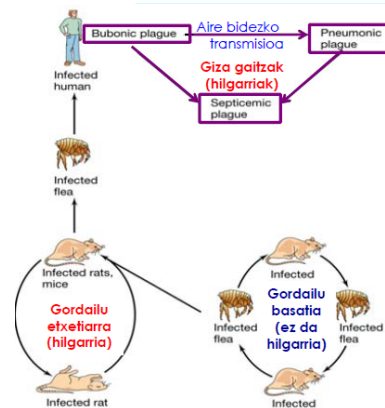 Bubonic plague
Aire bidezko
transmisioa
Pneumonic
plague
Giza gaitzak
(hilgarriak)
Septicemic
plague
Infected
human
Infected
flea
Infected rats,
mice
Gordailu
etxetiarra
(hilgarria)
Infected rat
Infected
Infected
flea
Gordailu
basatia
(ez da
hilgarria)
Infected
flea
Infected